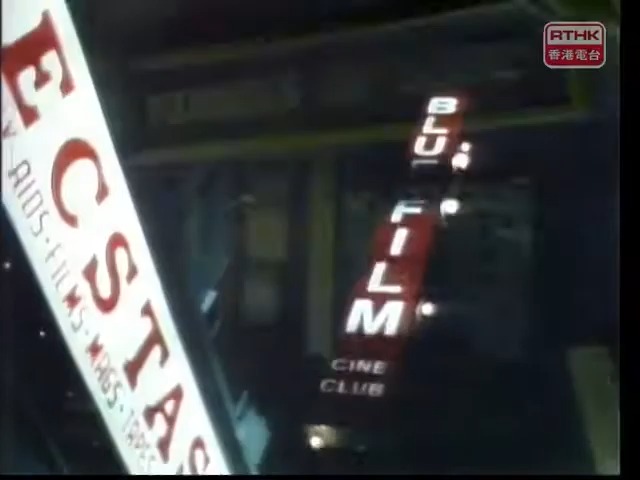 RTHK
香港電台
ECSTAS
AIDS · FILMS · MAGS ·
BLU
FILM
CINE
CLUB